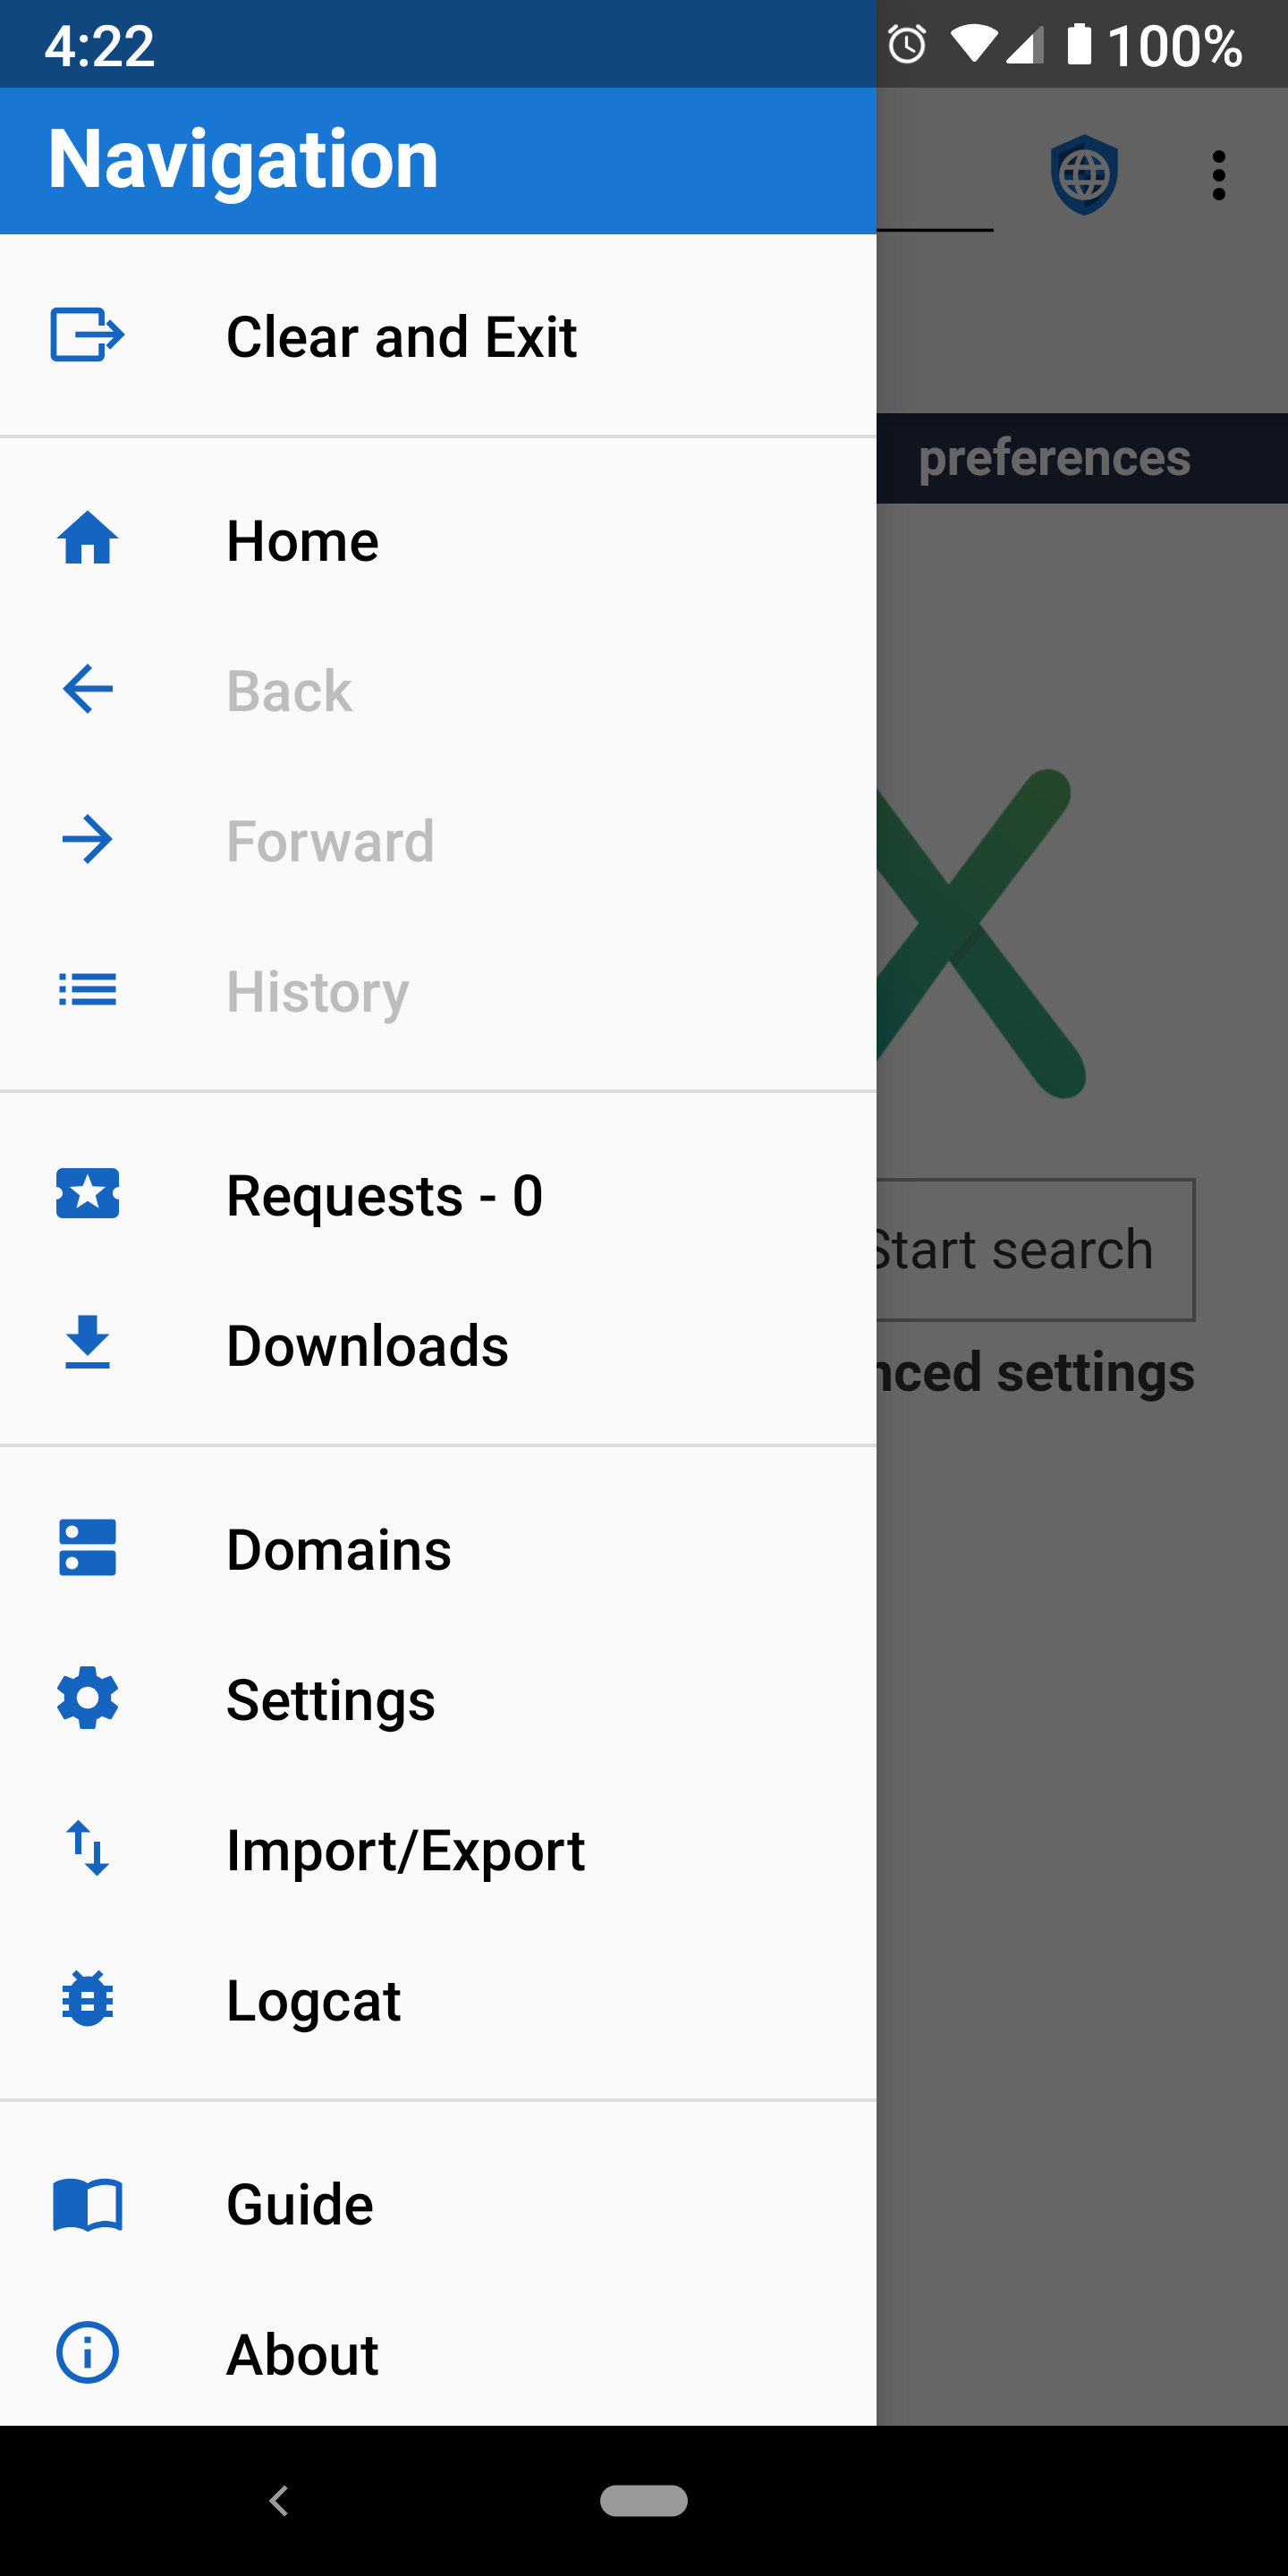 4:22
100%
Navigation
Clear and Exit
preferences
Home
Back
Forward
History
Requests - 0
Start search
Downloads
nced settings
Domains
Settings
Import/Export
Logcat
Guide
About